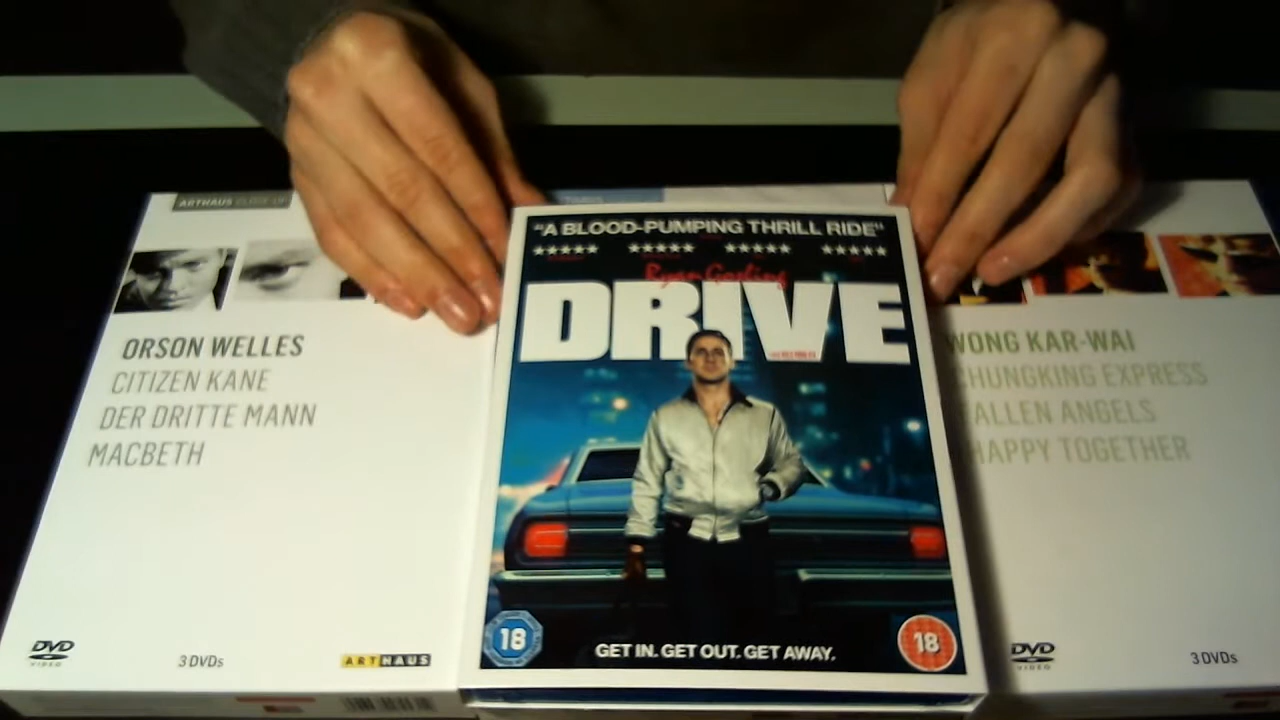 ARTHAUS CLOSE UP
ORSON WELLES
CITIZEN KANE
DER DRITTE MANN
MACBETH
DVD
VIDEO
3 DVDs
ARTHAUS
"A BLOOD-PUMPING THRILL RIDE"
Ryan Gosling
DRIVE
18
GET IN. GET OUT. GET AWAY.
18
WONG KAR-WAI
CHUNGKING EXPRESS
FALLEN ANGELS
HAPPY TOGETHER
DVD
VIDEO
3 DVDs